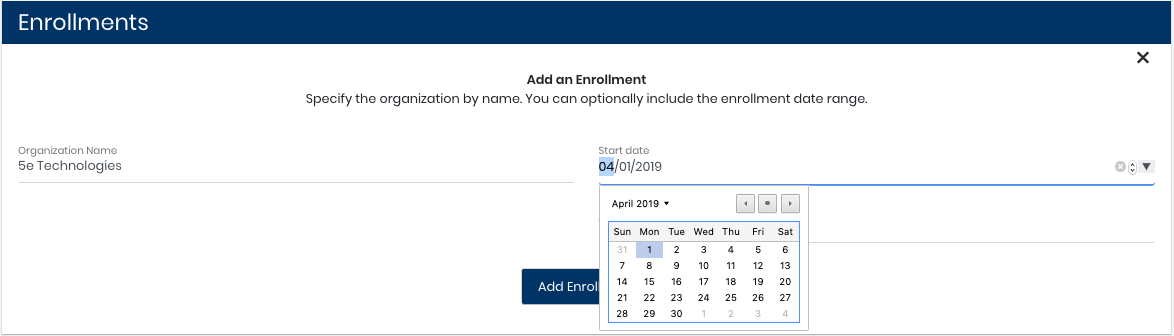 Enrollments
Add an Enrollment
Specify the organization by name. You can optionally include the enrollment date range.
Organization Name
5e Technologies
Start date
04/01/2019
April 2019
Sun Mon Tue Wed Thu Fri Sat
31 1 2 3 4 5 6
7 8 9 10 11 12 13
14 15 16 17 18 19 20
21 22 23 24 25 26 27
28 29 30 1 2 3 4
Add Enroll